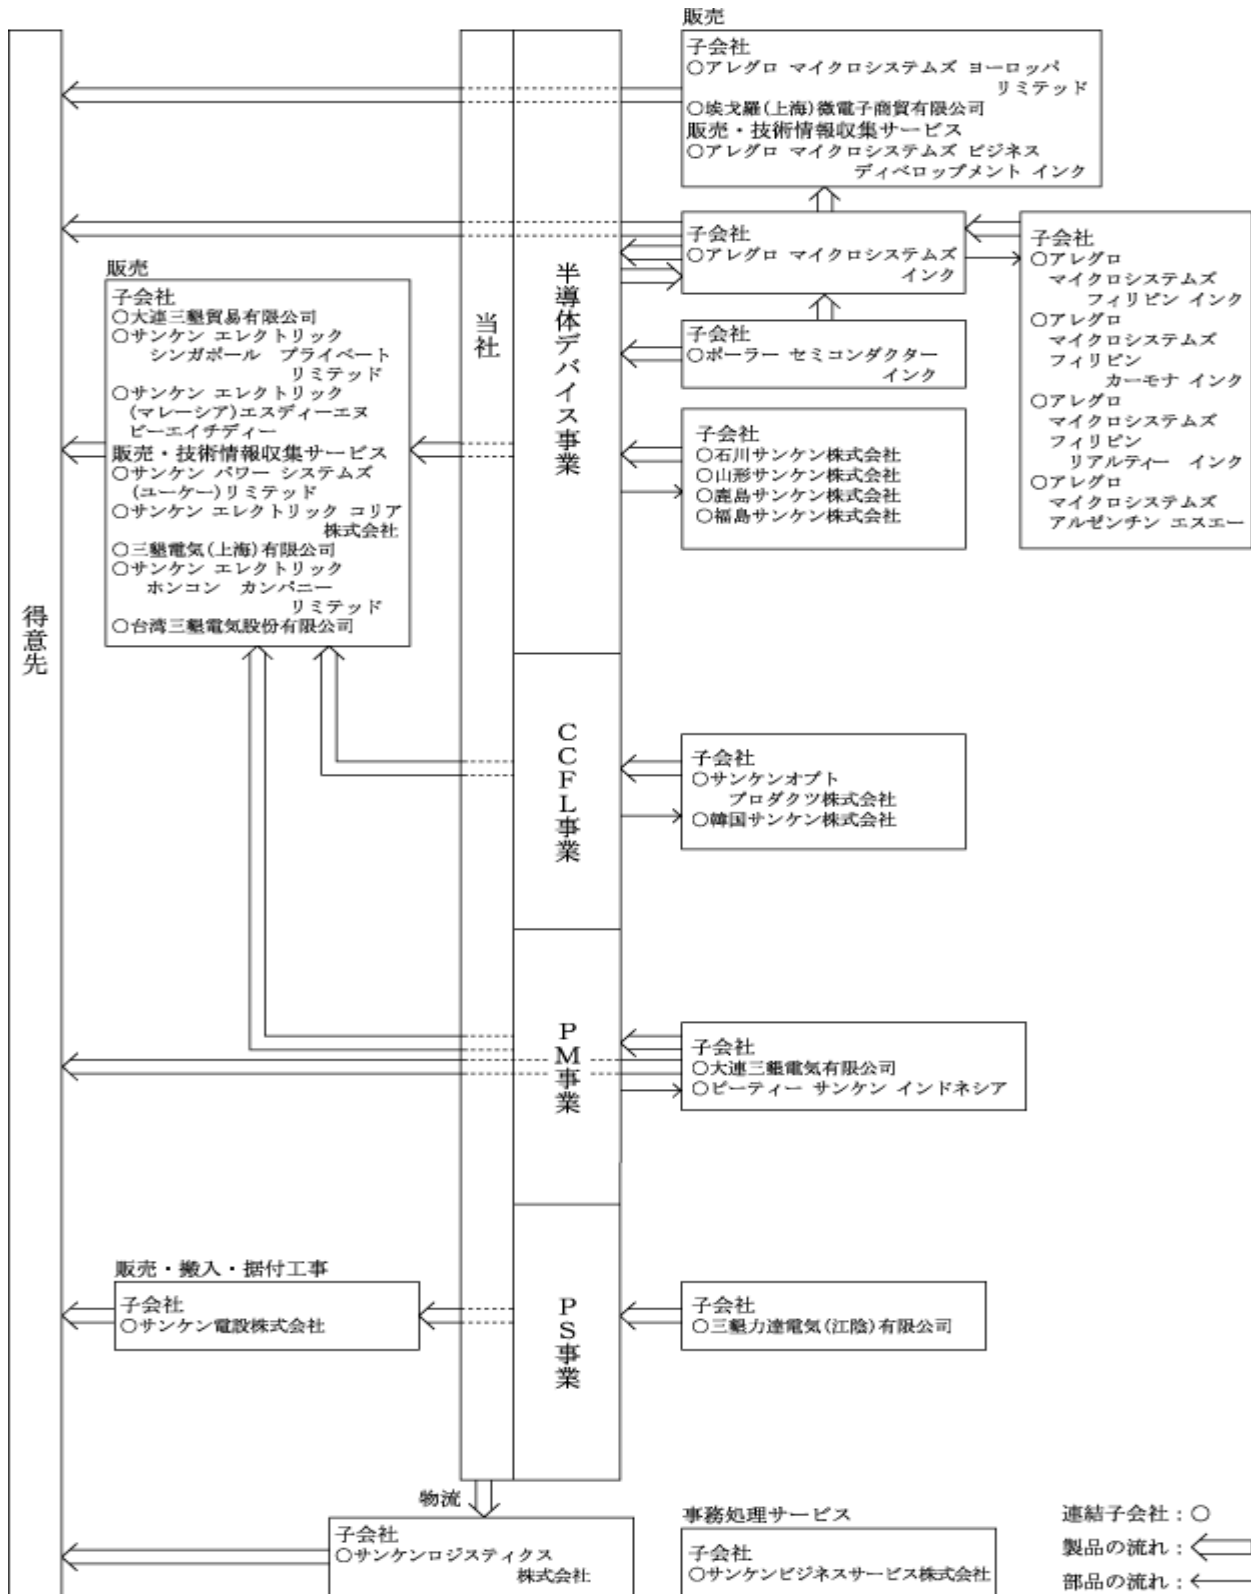 販売
子会社
○アレグロ マイクロシステムズ ヨーロッパ
リミテッド
○埃戈羅(上海)微電子商貿有限公司
販売・技術情報収集サービス
○アレグロ マイクロシステムズ ビジネス
ディベロップメント インク
子会社
○アレグロ マイクロシステムズ
インク
子会社
○アレグロ
マイクロシステムズ
フィリピン インク
○アレグロ
マイクロシステムズ
フィリピン
カーモナ インク
○アレグロ
マイクロシステムズ
フィリピン
リアルティー インク
○アレグロ
マイクロシステムズ
アルゼンチン エスエー
子会社
○ポーラー セミコンダクター
インク
子会社
○石川サンケン株式会社
○山形サンケン株式会社
○鹿島サンケン株式会社
○福島サンケン株式会社
販売
子会社
○大連三墾貿易有限公司
○サンケン エレクトリック
シンガポール プライベート
リミテッド
○サンケン エレクトリック
(マレーシア)エスディーエヌ
ビーエイチディー
販売・技術情報収集サービス
○サンケン パワー システムズ
(ユーケー)リミテッド
○サンケン エレクトリック コリア
株式会社
○三墾電気(上海)有限公司
○サンケン エレクトリック
ホンコン カンパニー
リミテッド
○台湾三墾電気股份有限公司
得意先
当社
半導体デバイス事業
CCFL事業
子会社
○サンケンオプト
プロダクツ株式会社
○韓国サンケン株式会社
PM事業
子会社
○大連三墾電気有限公司
○ピーティー サンケン インドネシア
販売・搬入・据付工事
子会社
○サンケン電設株式会社
PS事業
子会社
○三墾力達電気(江陰)有限公司
物流
子会社
○サンケンロジスティクス
株式会社
事務処理サービス
子会社
○サンケンビジネスサービス株式会社
連結子会社：○
製品の流れ：
部品の流れ：